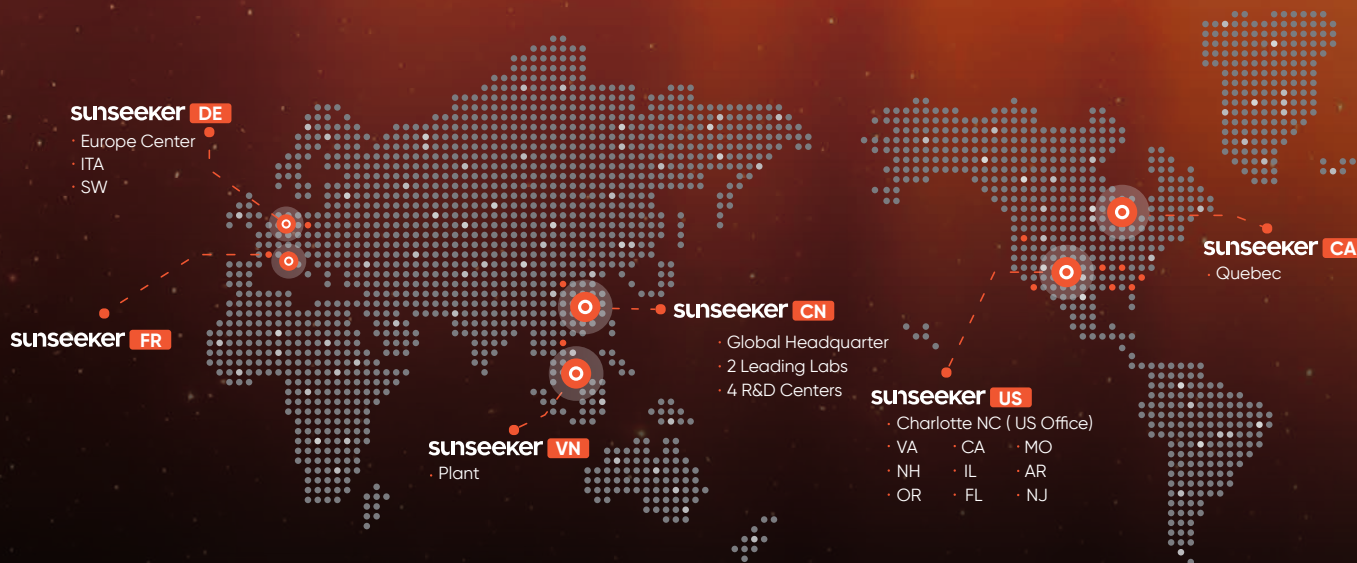 sunseeker DE
· Europe Center
· ITA
· SW
sunseeker FR
sunseeker CN
· Global Headquarter
· 2 Leading Labs
· 4 R&D Centers
sunseeker VN
· Plant
sunseeker US
· Charlotte NC ( US Office)
· VA · CA · MO
· NH · IL · AR
· OR · FL · NJ
sunseeker CA
· Quebec